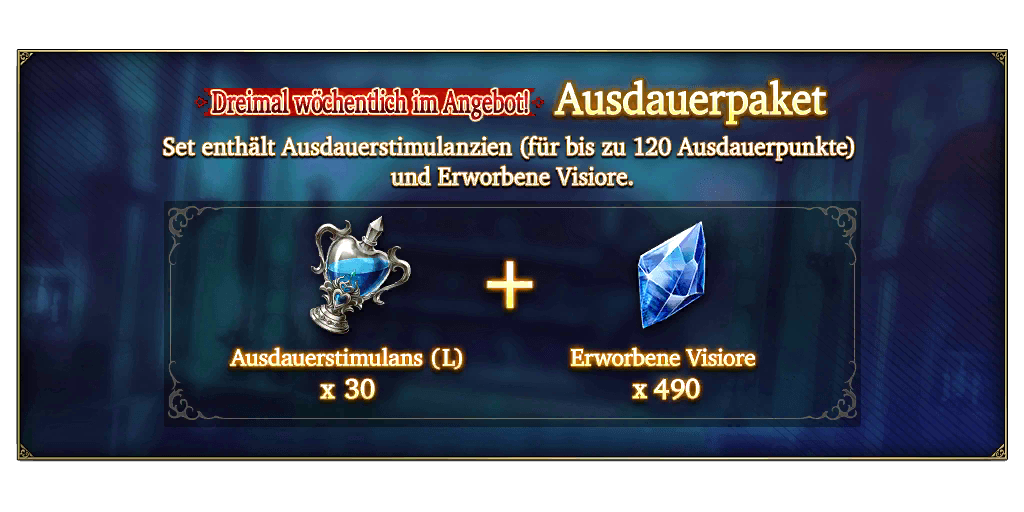 Dreimal wöchentlich im Angebot! Ausdauerpaket
Set enthält Ausdauerstimulanzien (für bis zu 120 Ausdauerpunkte)
und Erworbene Visiore.
+
Ausdauerstimulans (L) Erworbene Visiore
x 30 x 490